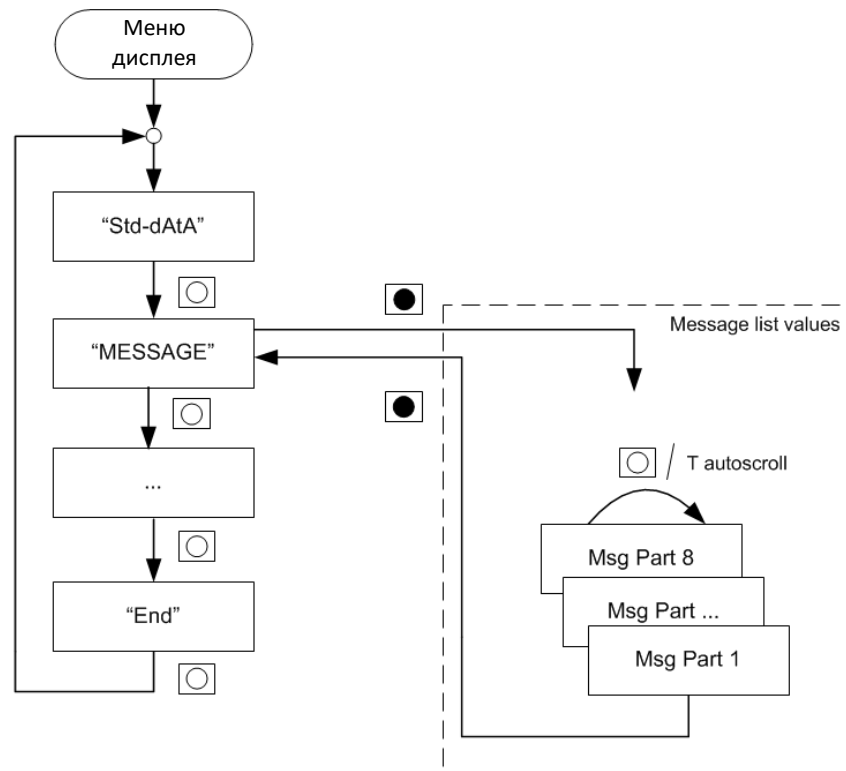 Меню
дисплея
“Std-dAtA”
“MESSAGE”
...
“End”
Message list values
T autoscroll
Msg Part 8
Msg Part ...
Msg Part 1